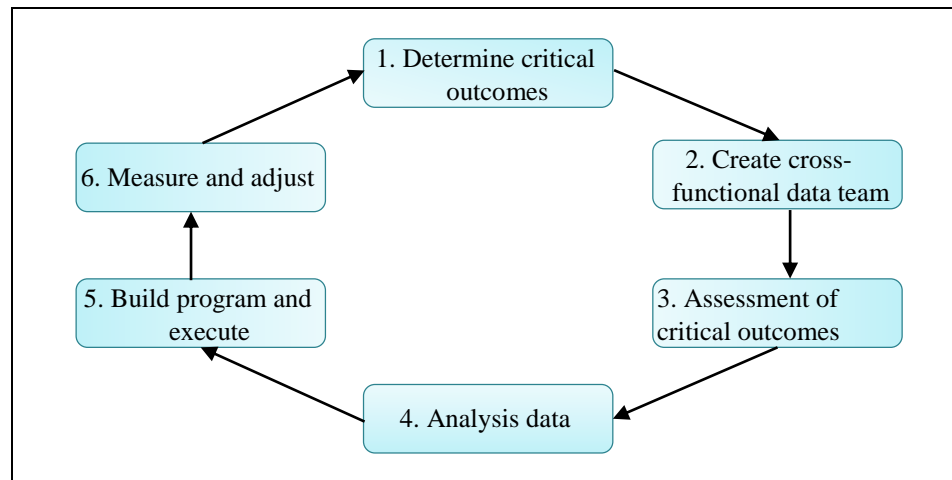 1. Determine critical
outcomes
2. Create cross-
functional data team
3. Assessment of
critical outcomes
4. Analysis data
5. Build program and
execute
6. Measure and adjust